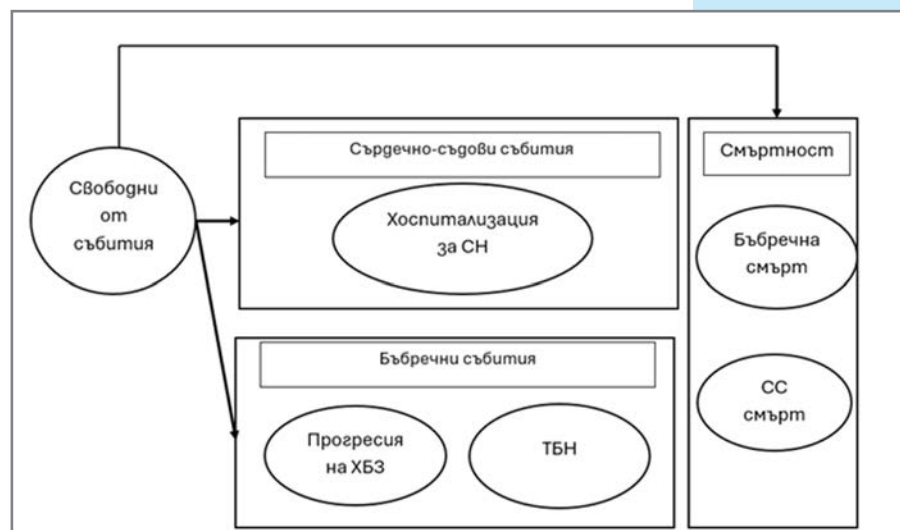 Свободни
от
събития
Сърдечно-съдови събития
Хоспитализация
за СН
Бъбречни събития
Прогресия
на ХБЗ
ТБН
Смъртност
Бъбречна
смърт
СС
смърт